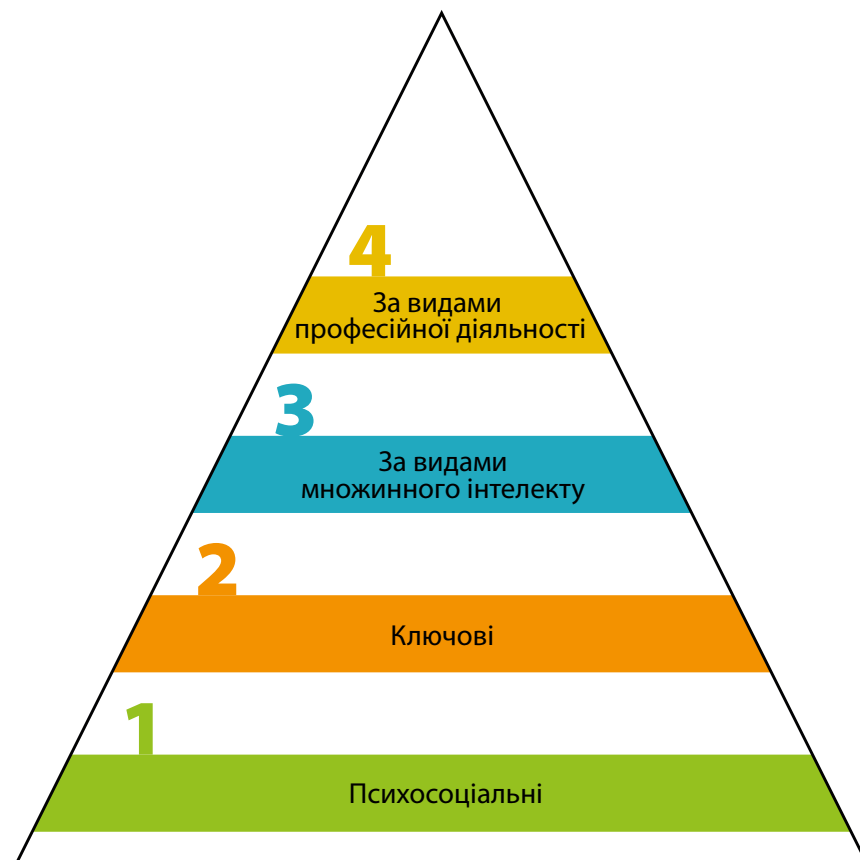 4
За видами
професійної діяльності
3
За видами
множинного інтелекту
2
Ключові
1
Психосоціальні